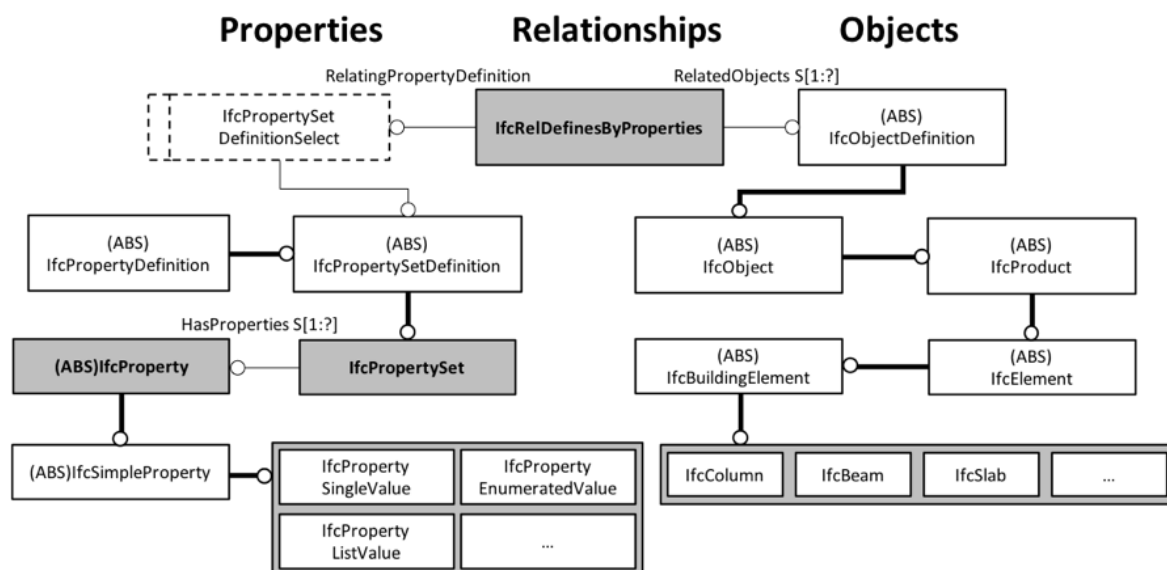 Properties
Relationships
Objects
RelatingPropertyDefinition
RelatedObjects S[1:?]
IfcPropertySet
DefinitionSelect
IfcRelDefinesByProperties
(ABS)
IfcObjectDefinition
(ABS)
IfcPropertyDefinition
(ABS)
IfcPropertySetDefinition
(ABS)
IfcObject
(ABS)
IfcProduct
HasProperties S[1:?]
(ABS)IfcProperty
IfcPropertySet
(ABS)
IfcBuildingElement
(ABS)
IfcElement
(ABS)IfcSimpleProperty
IfcProperty
SingleValue
IfcProperty
EnumeratedValue
IfcProperty
ListValue
...
IfcColumn
IfcBeam
IfcSlab
...